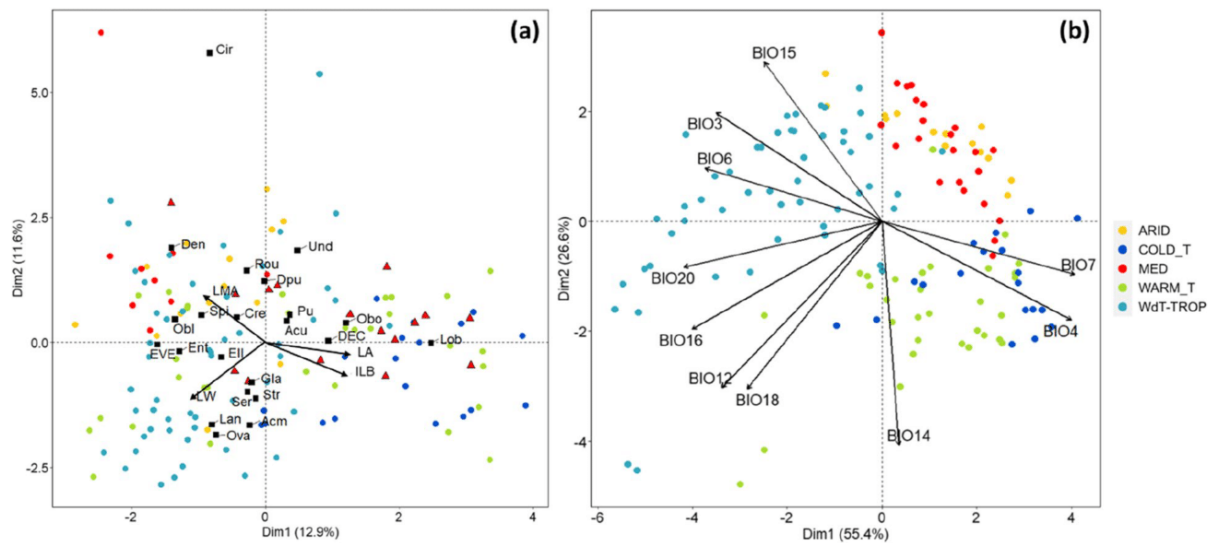 (a)
Cir
5.0
Den
Und
Rou
Dpu
2.5
LMA
Spi
Cre
Pu
Obl
Acu
Obo
DEC
Lob
0.0
EVE
Ent
Ell
LA
ILB
LW
Gla
Ser
Str
Lan
Acm
Ova
-2.5
-2
0
2
4
Dim1 (12.9%)
Dim2 (11.6%)
(b)
BIO15
2
BIO3
BIO6
0
BIO7
BIO20
BIO4
-2
BIO16
BIO12
BIO18
BIO14
-4
-6
-4
-2
0
2
4
Dim1 (55.4%)
Dim2 (26.6%)
ARID
COLD_T
MED
WARM_T
WdT-TROP